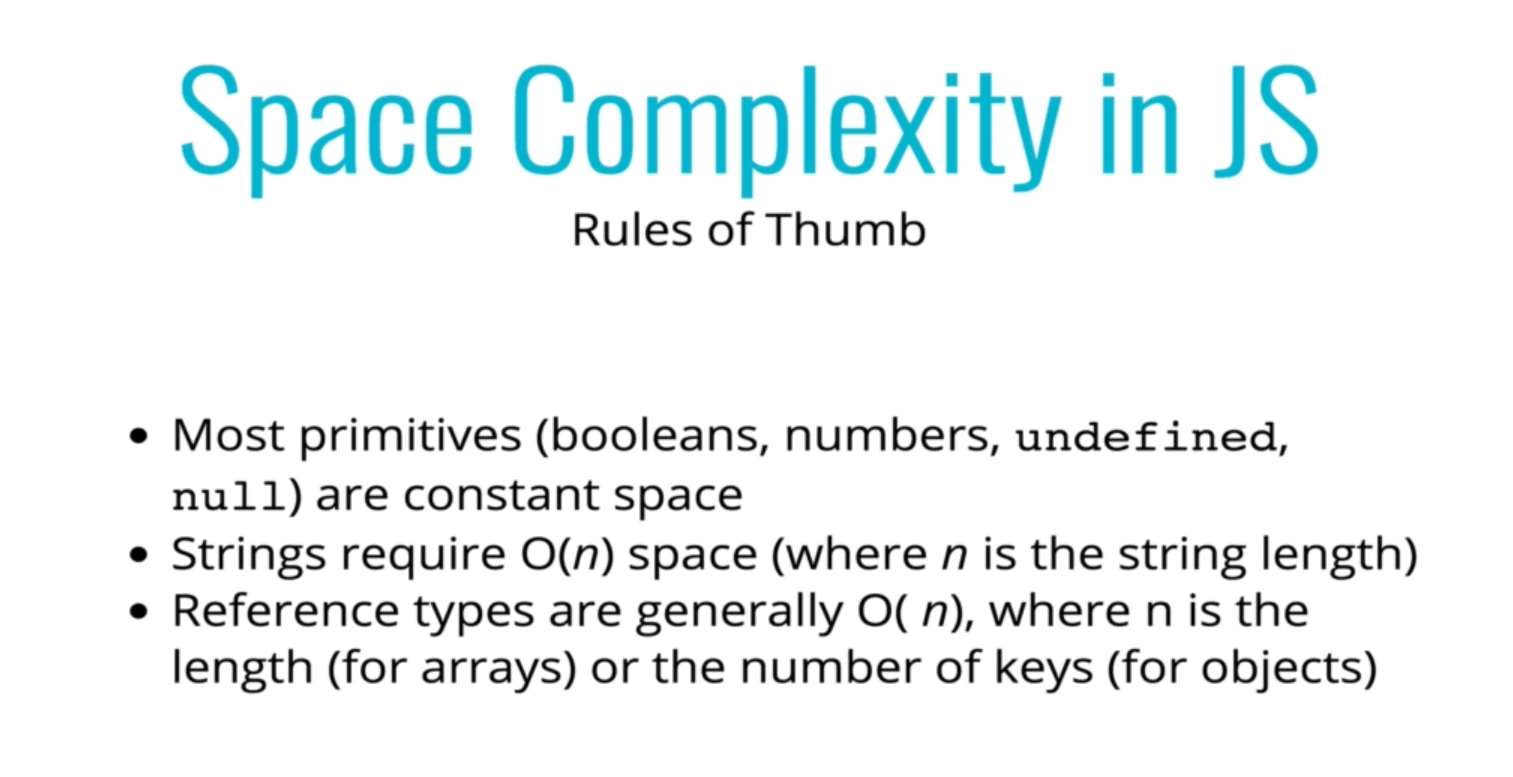 Space Complexity in JS
Rules of Thumb
• Most primitives (booleans, numbers, undefined,
null) are constant space
• Strings require O(n) space (where n is the string length)
• Reference types are generally O( n), where n is the
length (for arrays) or the number of keys (for objects)